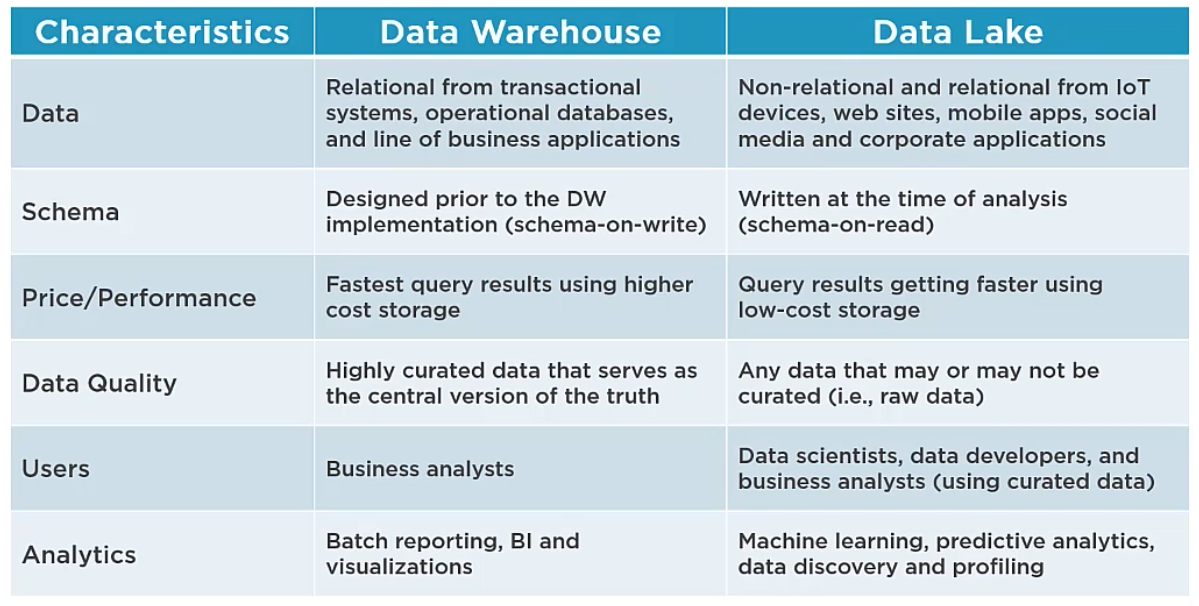 Characteristics
Data Warehouse
Data Lake
Data
Relational from transactional
systems, operational databases,
and line of business applications
Non-relational and relational from IoT
devices, web sites, mobile apps, social
media and corporate applications
Schema
Designed prior to the DW
implementation (schema-on-write)
Written at the time of analysis
(schema-on-read)
Price/Performance
Fastest query results using higher
cost storage
Query results getting faster using
low-cost storage
Data Quality
Highly curated data that serves as
the central version of the truth
Any data that may or may not be
curated (i.e., raw data)
Users
Business analysts
Data scientists, data developers, and
business analysts (using curated data)
Analytics
Batch reporting, BI and
visualizations
Machine learning, predictive analytics,
data discovery and profiling